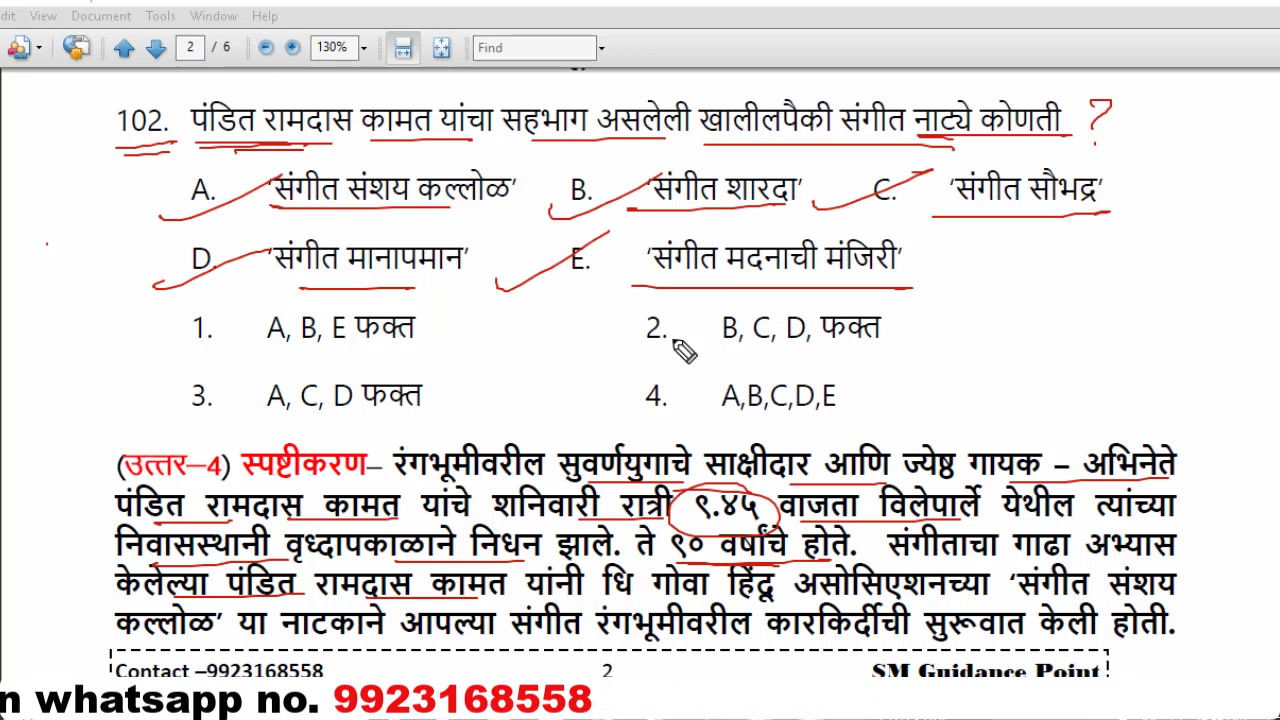 dit View Document Tools Window Help
2 / 6 130% Find
102. पंडित रामदास कामत यांचा सहभाग असलेली खालीलपैकी संगीत नाट्ये कोणती ?
A. 'संगीत संशय कल्लोळ' B. 'संगीत शारदा' C. 'संगीत सौभद्र'
D. 'संगीत मानापमान' E. 'संगीत मदनाची मंजिरी'
1. A, B, E फक्त 2. B, C, D, फक्त
3. A, C, D फक्त 4. A,B,C,D,E
(उत्तर–4) स्पष्टीकरण– रंगभूमीवरील सुवर्णयुगाचे साक्षीदार आणि ज्येष्ठ गायक – अभिनेते
पंडित रामदास कामत यांचे शनिवारी रात्री ९.४५ वाजता विलेपार्ले येथील त्यांच्या
निवासस्थानी वृध्दापकाळाने निधन झाले. ते ९० वर्षांचे होते. संगीताचा गाढा अभ्यास
केलेल्या पंडित रामदास कामत यांनी धि गोवा हिंदू असोसिएशनच्या 'संगीत संशय
कल्लोळ' या नाटकाने आपल्या संगीत रंगभूमीवरील कारकिर्दीची सुरूवात केली होती.
Contact –9923168558 2 SM Guidance Point
n whatsapp no. 9923168558